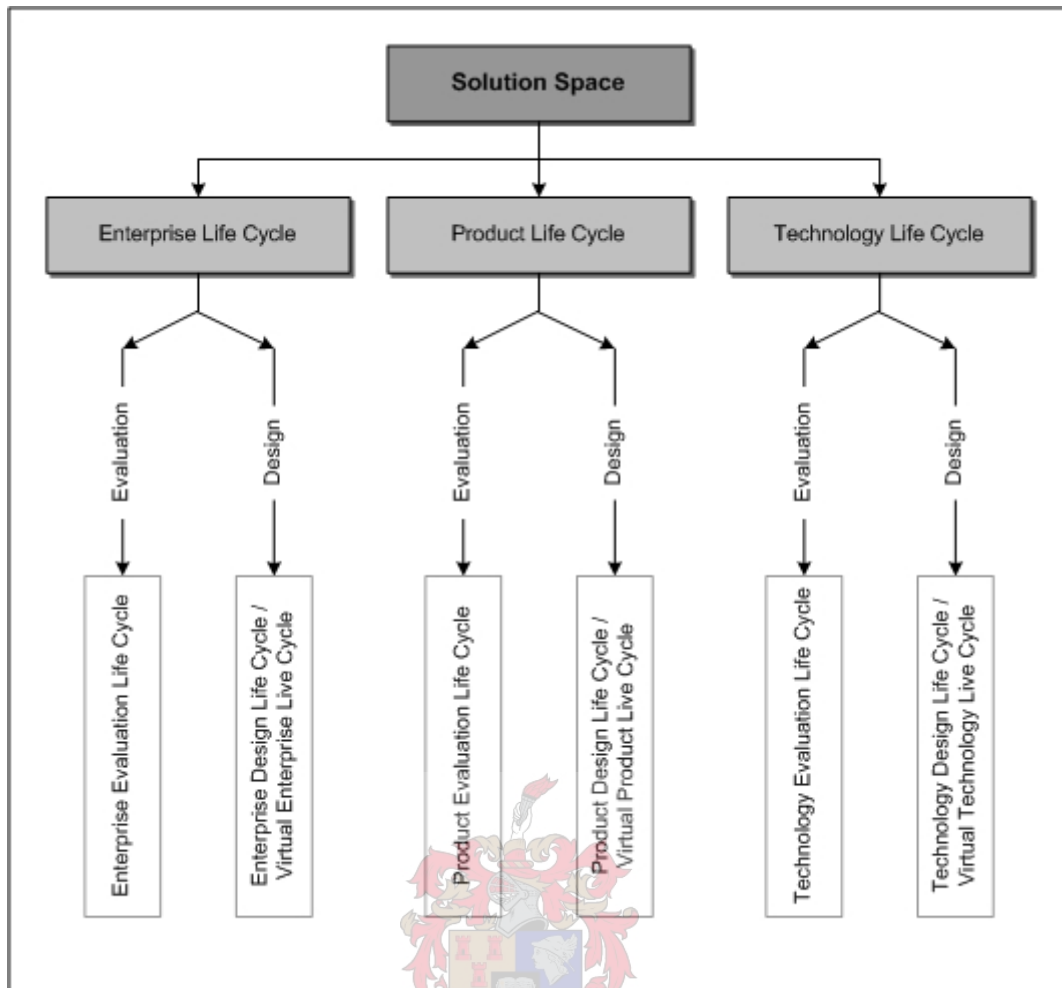 Solution Space
Enterprise Life Cycle
Product Life Cycle
Technology Life Cycle
Evaluation
Design
Evaluation
Design
Evaluation
Design
Enterprise Evaluation Life Cycle
Enterprise Design Life Cycle /
Virtual Enterprise Live Cycle
Product Evaluation Life Cycle
Product Design Life Cycle /
Virtual Product Live Cycle
Technology Evaluation Life Cycle
Technology Design Life Cycle /
Virtual Technology Live Cycle